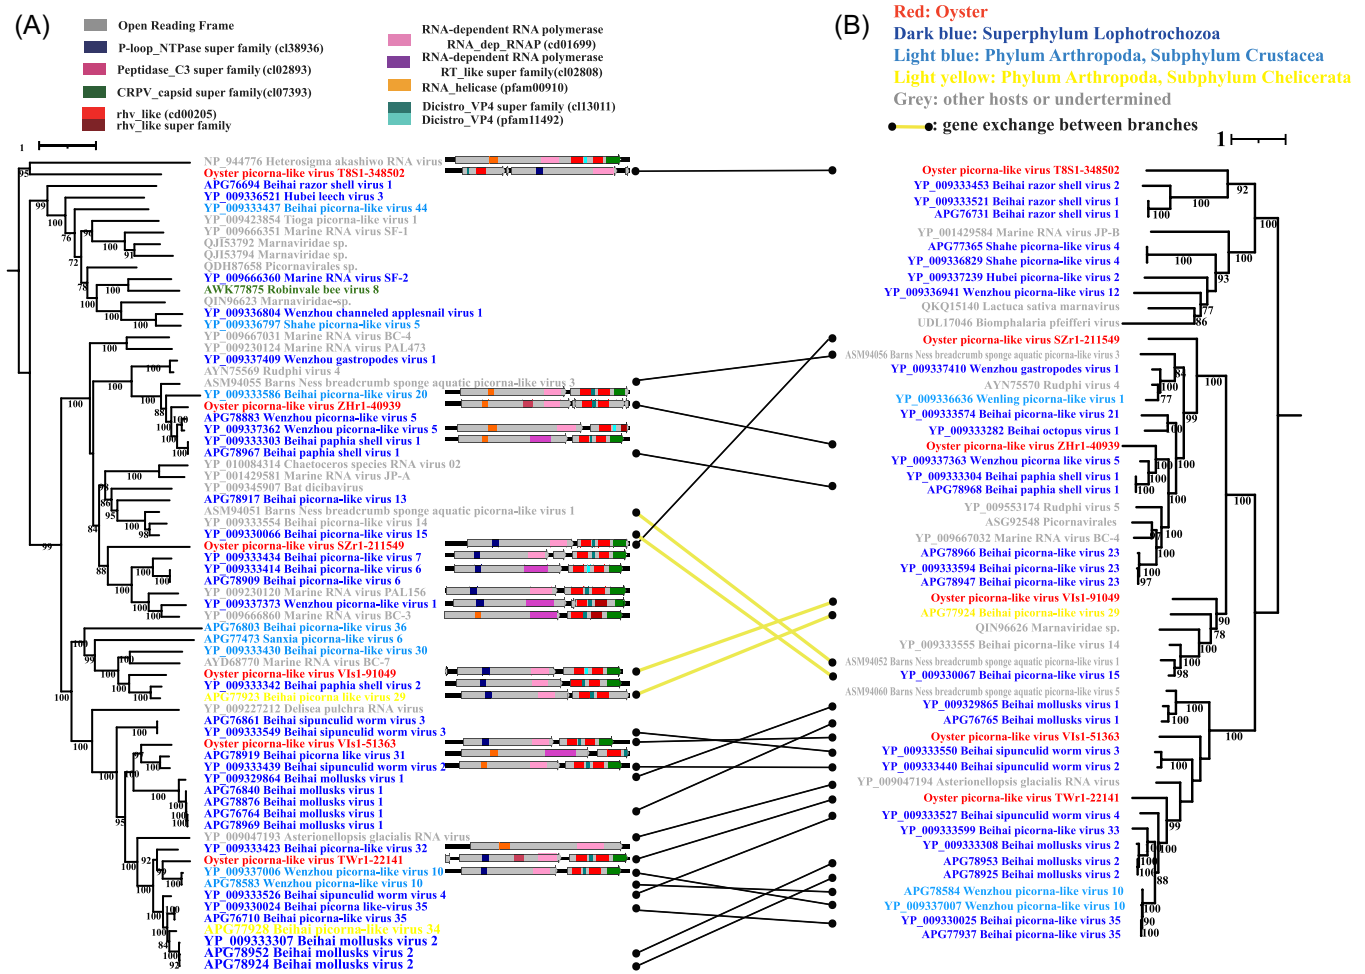 (A)
Open Reading Frame
P-loop_NTPase super family (cl38936)
Peptidase_C3 super family (cl02893)
CRPV_capsid super family(cl07393)
rhv_like (cd00205)
rhv_like super family
RNA-dependent RNA polymerase
RNA_dep_RNAP (cd01699)
RNA-dependent RNA polymerase
RT_like super family(cl02808)
RNA_helicase (pfam00910)
Dicistro_VP4 super family (cl13011)
Dicistro_VP4 (pfam11492)
1
NP_944776 Heterosigma akashiwo RNA virus
Oyster picorna-like virus T8S1-348502
APG76694 Beihai razor shell virus 1
YP_009336521 Hubei leech virus 3
YP_009333437 Beihai picorna-like virus 44
YP_009423854 Tioga picorna-like virus 1
YP_009666351 Marine RNA virus SF-1
QJI53792 Marnaviridae sp.
QJI53794 Marnaviridae sp.
QDH87658 Picornavirales sp.
YP_009666360 Marine RNA virus SF-2
AWK77875 Robinvale bee virus 8
QIN96623 Marnaviridae-sp.
YP_009336804 Wenzhou channeled applesnail virus 1
YP_009336797 Shahe picorna-like virus 5
YP_009667031 Marine RNA virus BC-4
YP_009230124 Marine RNA virus PAL473
YP_009337409 Wenzhou gastropodes virus 1
AYN75569 Rudphi virus 4
ASM94055 Barns Ness breadcrumb sponge aquatic picorna-like virus 3
YP_009333586 Beihai picorna-like virus 20
Oyster picorna-like virus ZHr1-40939
APG78883 Wenzhou picorna-like virus 5
YP_009337362 Wenzhou picorna-like virus 5
YP_009333303 Beihai paphia shell virus 1
APG78967 Beihai paphia shell virus 1
YP_010084314 Chaetoceros species RNA virus 02
YP_001429581 Marine RNA virus JP-A
YP_009345907 Bat dicibavirus
APG78917 Beihai picorna-like virus 13
ASM94051 Barns Ness breadcrumb sponge aquatic picorna-like virus 1
YP_009333554 Beihai picorna-like virus 14
YP_009330066 Beihai picorna-like virus 15
Oyster picorna-like virus SZr1-211549
YP_009333434 Beihai picorna-like virus 7
YP_009333414 Beihai picorna-like virus 6
APG78909 Beihai picorna-like virus 6
YP_009230120 Marine RNA virus PAL156
YP_009337373 Wenzhou picorna-like virus 1
YP_009666860 Marine RNA virus BC-3
APG76803 Beihai picorna-like virus 36
APG77473 Sanxia picorna-like virus 6
YP_009333430 Beihai picorna-like virus 30
AYD68770 Marine RNA virus BC-7
Oyster picorna-like virus VIs1-91049
YP_009333342 Beihai paphia shell virus 2
APG77923 Beihai picorna like virus 29
YP_009227212 Delisea pulchra RNA virus
APG76861 Beihai sipunculid worm virus 3
YP_009333549 Beihai sipunculid worm virus 3
Oyster picorna-like virus VIs1-51363
APG78919 Beihai picorna like virus 31
YP_009333439 Beihai sipunculid worm virus 2
YP_009329864 Beihai mollusks virus 1
APG76840 Beihai mollusks virus 1
APG78876 Beihai mollusks virus 1
APG76764 Beihai mollusks virus 1
APG78969 Beihai mollusks virus 1
YP_009047193 Asterionellopsis glacialis RNA virus
YP_009333423 Beihai picorna-like virus 32
Oyster picorna-like virus TWr1-22141
YP_009337006 Wenzhou picorna-like virus 10
APG78583 Wenzhou picorna-like virus 10
YP_009333526 Beihai sipunculid worm virus 4
YP_009330024 Beihai picorna like-virus 35
APG76710 Beihai picorna-like virus 35
APG77928 Beihai picorna-like virus 34
YP_009333307 Beihai mollusks virus 2
APG78952 Beihai mollusks virus 2
APG78924 Beihai mollusks virus 2
(B)
Red: Oyster
Dark blue: Superphylum Lophotrochozoa
Light blue: Phylum Arthropoda, Subphylum Crustacea
Light yellow: Phylum Arthropoda, Subphylum Chelicerata
Grey: other hosts or undertermined
: gene exchange between branches
1
Oyster picorna-like virus T8S1-348502
YP_009333453 Beihai razor shell virus 2
YP_009333521 Beihai razor shell virus 1
APG76731 Beihai razor shell virus 1
YP_001429584 Marine RNA virus JP-B
APG77365 Shahe picorna-like virus 4
YP_009336829 Shahe picorna-like virus 4
YP_009337239 Hubei picorna-like virus 2
YP_009336941 Wenzhou picorna-like virus 12
QKQ15140 Lactuca sativa marnavirus
UDL17046 Biomphalaria pfeifferi virus
Oyster picorna-like virus SZr1-211549
ASM94056 Barns Ness breadcrumb sponge aquatic picorna-like virus 3
YP_009337410 Wenzhou gastropodes virus 1
AYN75570 Rudphi virus 4
YP_009336636 Wenling picorna-like virus 1
YP_009333574 Beihai picorna-like virus 21
YP_009333282 Beihai octopus virus 1
Oyster picorna-like virus ZHr1-40939
YP_009337363 Wenzhou picorna like virus 5
YP_009333304 Beihai paphia shell virus 1
APG78968 Beihai paphia shell virus 1
YP_009553174 Rudphi virus 5
ASG92548 Picornavirales
YP_009667032 Marine RNA virus BC-4
APG78966 Beihai picorna-like virus 23
YP_009333594 Beihai picorna-like virus 23
APG78947 Beihai picorna-like virus 23
Oyster picorna-like virus VIs1-91049
APG77924 Beihai picorna-like virus 29
QIN96626 Marnaviridae sp.
YP_009333555 Beihai picorna-like virus 14
ASM94052 Barns Ness breadcrumb sponge aquatic picorna-like virus 1
YP_009330067 Beihai picorna-like virus 15
ASM94060 Barns Ness breadcrumb sponge aquatic picorna-like virus 5
YP_009329865 Beihai mollusks virus 1
APG76765 Beihai mollusks virus 1
Oyster picorna-like virus VIs1-51363
YP_009333550 Beihai sipunculid worm virus 3
YP_009333440 Beihai sipunculid worm virus 2
YP_009047194 Asterionellopsis glacialis RNA virus
Oyster picorna-like virus TWr1-22141
YP_009333527 Beihai sipunculid worm virus 4
YP_009333599 Beihai picorna-like virus 33
YP_009333308 Beihai mollusks virus 2
APG78953 Beihai mollusks virus 2
APG78925 Beihai mollusks virus 2
APG78584 Wenzhou picorna-like virus 10
YP_009337007 Wenzhou picorna-like virus 10
YP_009330025 Beihai picorna-like virus 35
APG77937 Beihai picorna-like virus 35